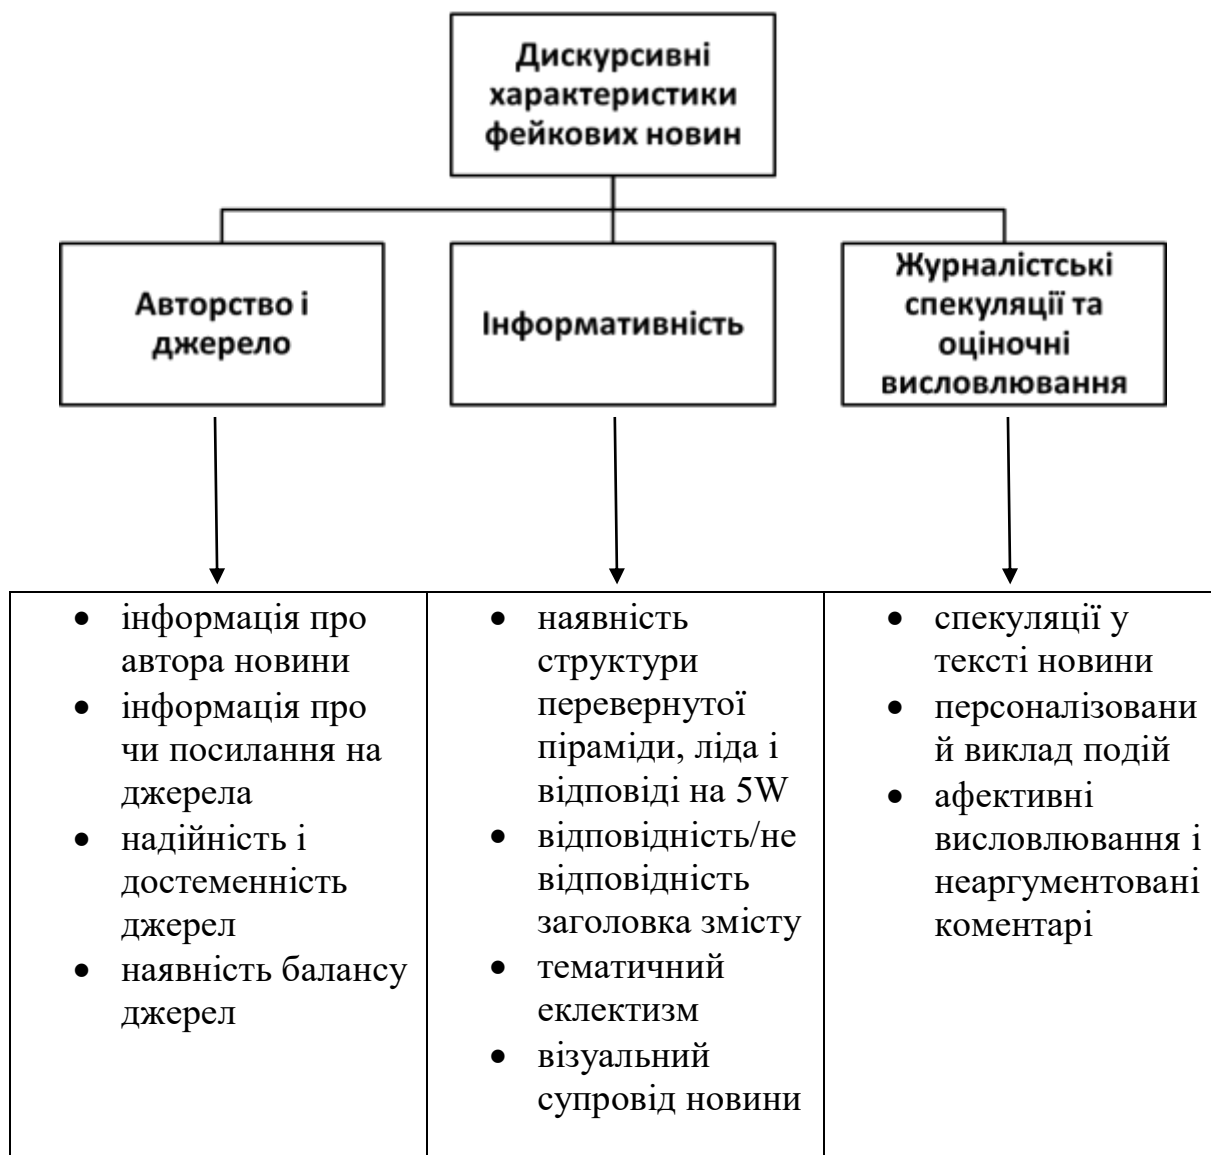 Дискурсивні
характеристики
фейкових новин
Авторство і
джерело
Інформативність
Журналістські
спекуляції та
оціночні
висловлювання
• інформація про
автора новини
• інформація про
чи посилання на
джерела
• надійність і
достеменність
джерел
• наявність балансу
джерел
• наявність
структури
перевернутої
піраміди, ліда і
відповіді на 5W
• відповідність/не
відповідність
заголовка змісту
• тематичний
еклектизм
• візуальний
супровід новини
• спекуляції у
тексті новини
• персоналізовани
й виклад подій
• афективні
висловлювання і
неаргументовані
коментарі